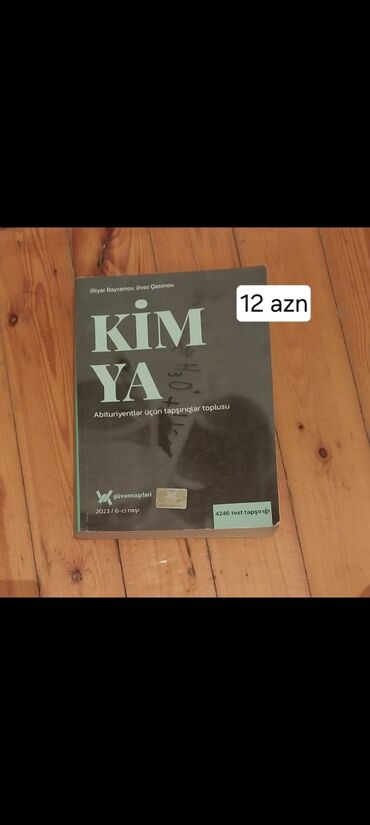 Əliyar Bayramov, Əvəz Qasımov
12 azn
KİM
YA
H3O+
Abituriyentlər üçün tapşırıqlar toplusu
güvənnəşrləri
2023 / 6-cı nəşr
4246 test tapşırığı